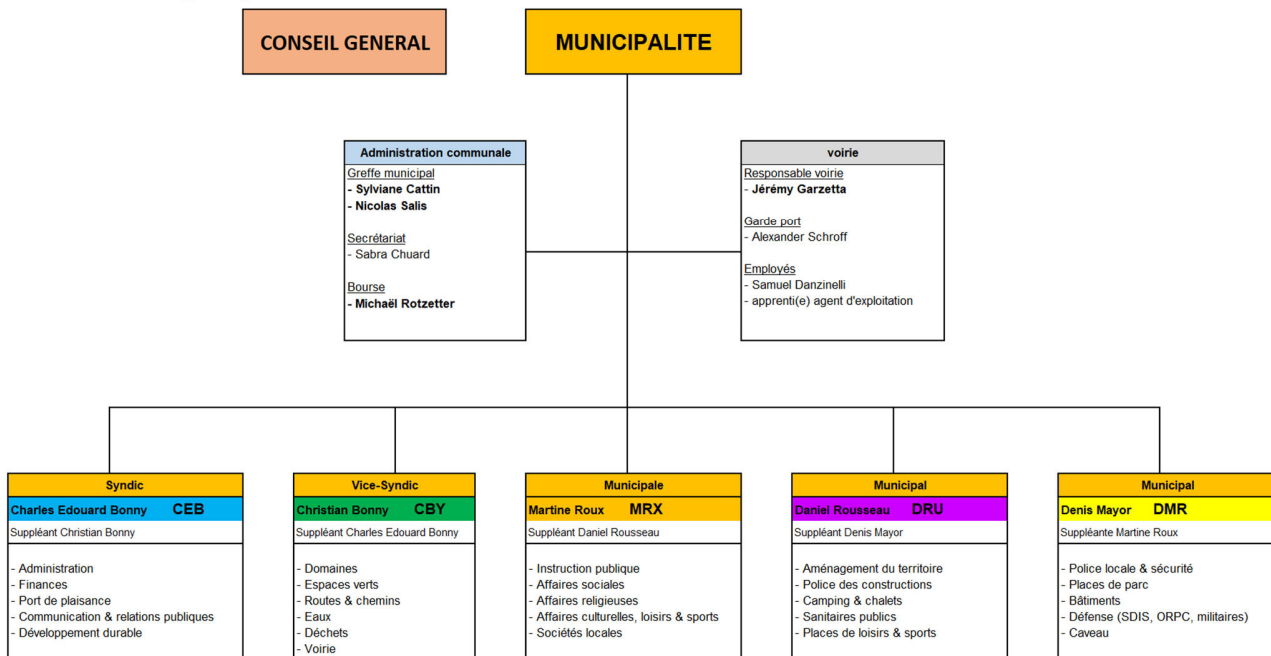 CONSEIL GENERAL
MUNICIPALITE
Administration communale
Greffe municipal
- Sylviane Cattin
- Nicolas Salis
Secrétariat
- Sabra Chuard
Bourse
- Michaël Rotzetter
voirie
Responsable voirie
- Jérémy Garzetta
Garde port
- Alexander Schroff
Employés
- Samuel Danzinelli
- apprenti(e) agent d'exploitation
Syndic
Charles Edouard Bonny CEB
Suppléant Christian Bonny
- Administration
- Finances
- Port de plaisance
- Communication & relations publiques
- Développement durable
Vice-Syndic
Christian Bonny CBY
Suppléant Charles Edouard Bonny
- Domaines
- Espaces verts
- Routes & chemins
- Eaux
- Déchets
- Voirie
Municipale
Martine Roux MRX
Suppléant Daniel Rousseau
- Instruction publique
- Affaires sociales
- Affaires religieuses
- Affaires culturelles, loisirs & sports
- Sociétés locales
Municipal
Daniel Rousseau DRU
Suppléant Denis Mayor
- Aménagement du territoire
- Police des constructions
- Camping & chalets
- Sanitaires publics
- Places de loisirs & sports
Municipal
Denis Mayor DMR
Suppléante Martine Roux
- Police locale & sécurité
- Places de parc
- Bâtiments
- Défense (SDIS, ORPC, militaires)
- Caveau